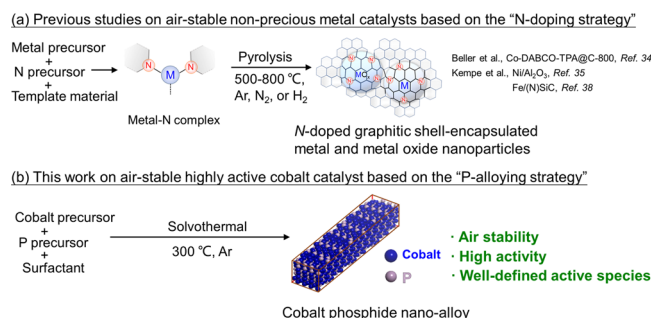 (a) Previous studies on air-stable non-precious metal catalysts based on the “N-doping strategy”
Metal precursor
+
N precursor
+
Template material
N
M
N
Metal-N complex
Pyrolysis
500-800 ℃,
Ar, N₂, or H₂
N
N
N
MOx
N
M
N
N
N-doped graphitic shell-encapsulated
metal and metal oxide nanoparticles
Beller et al., Co-DABCO-TPA@C-800, Ref. 34
Kempe et al., Ni/Al₂O₃, Ref. 35
Fe/(N)SiC, Ref. 38
(b) This work on air-stable highly active cobalt catalyst based on the “P-alloying strategy”
Cobalt precursor
+
P precursor
+
Surfactant
Solvothermal
300 ℃, Ar
Cobalt
P
Cobalt phosphide nano-alloy
· Air stability
· High activity
· Well-defined active species